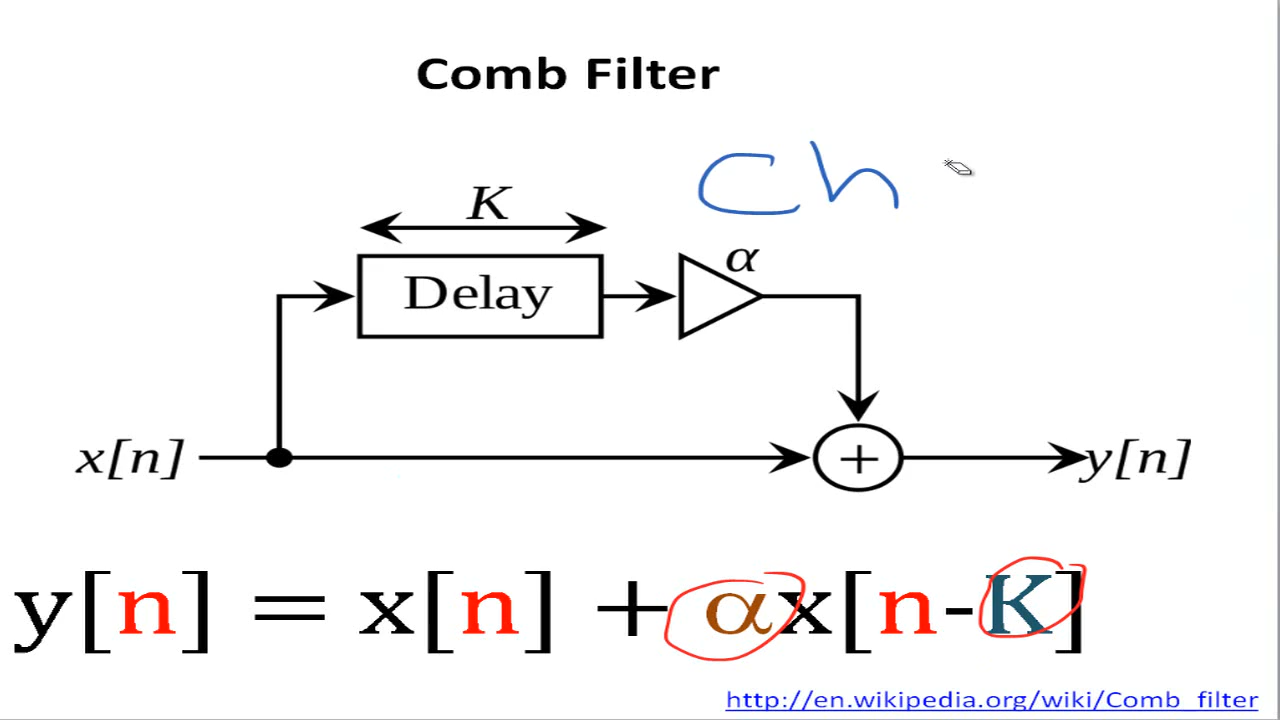 Comb Filter
Ch
K
α
Delay
x[n]
+
y[n]
y[n] = x[n] + αx[n-K]
http://en.wikipedia.org/wiki/Comb_filter